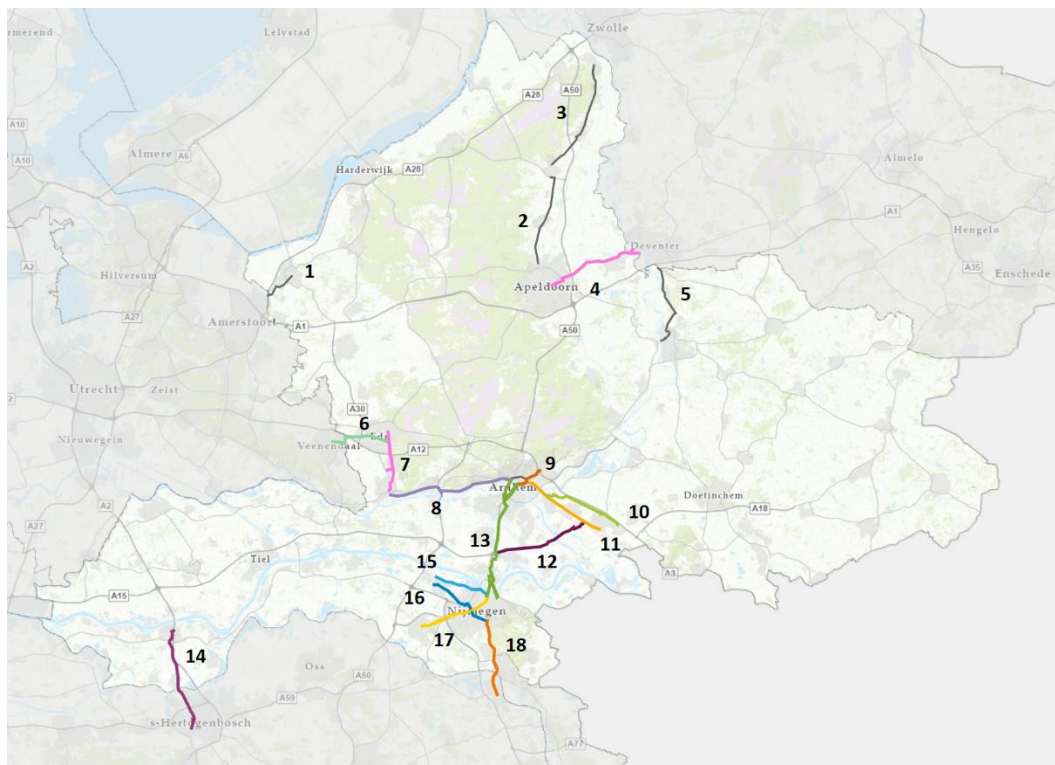 Zwolle
Lelystad
rmerend
A28
A50
3
A10
Almere
A6
Almelo
Harderwijk
A28
A10
2
A1
Deventer
Hengelo
A2
Hilversum
1
A35
Apeldoorn
4
5
Enschede
A27
Amersfoort
A1
A50
Utrecht
Zeist
A30
6
Ede
Nieuwegein
Veenendaal
A12
7
9
8
Arnhem
Doetinchem
10
A27
A2
A18
13
11
12
Tiel
15
A3
A15
16
Nijmegen
17
18
14
Oss
A50
A59
s-Hertogenbosch
A77